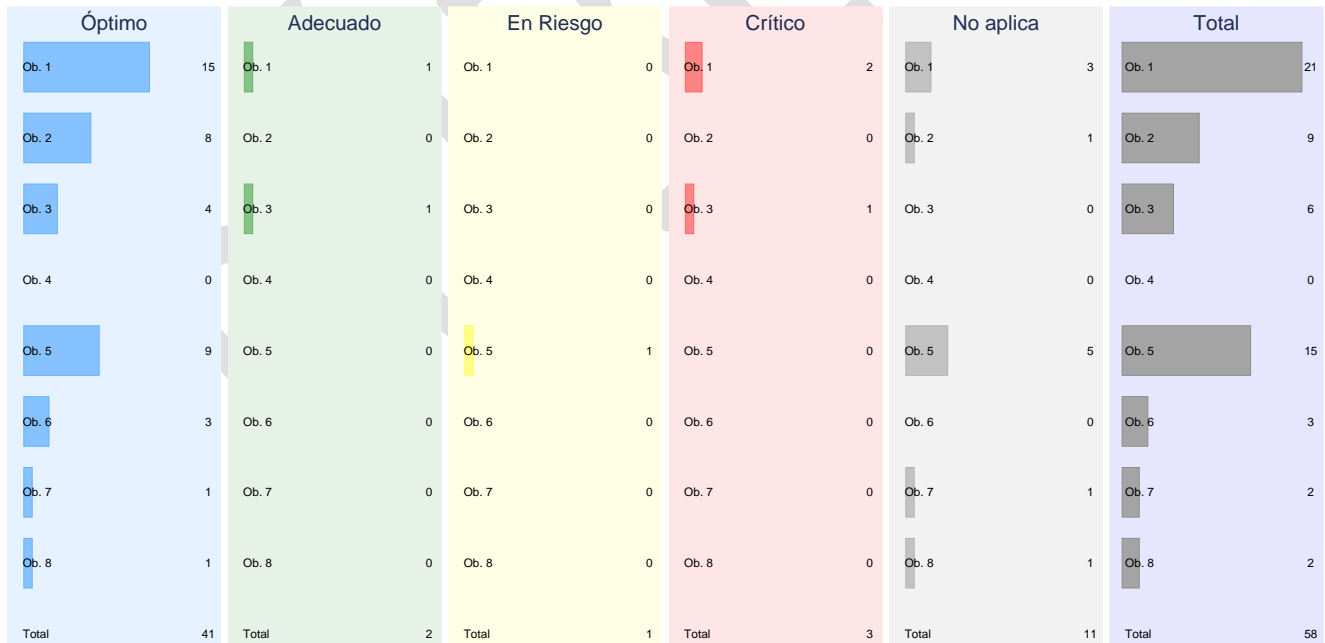 Óptimo Adecuado En Riesgo Crítico No aplica Total
Ob. 1 15 Ob. 1 1 Ob. 1 0 Ob. 1 2 Ob. 1 3 Ob. 1 21
Ob. 2 8 Ob. 2 0 Ob. 2 0 Ob. 2 0 Ob. 2 1 Ob. 2 9
Ob. 3 4 Ob. 3 1 Ob. 3 0 Ob. 3 1 Ob. 3 0 Ob. 3 6
Ob. 4 0 Ob. 4 0 Ob. 4 0 Ob. 4 0 Ob. 4 0 Ob. 4 0
Ob. 5 9 Ob. 5 0 Ob. 5 1 Ob. 5 0 Ob. 5 5 Ob. 5 15
Ob. 6 3 Ob. 6 0 Ob. 6 0 Ob. 6 0 Ob. 6 0 Ob. 6 3
Ob. 7 1 Ob. 7 0 Ob. 7 0 Ob. 7 0 Ob. 7 1 Ob. 7 2
Ob. 8 1 Ob. 8 0 Ob. 8 0 Ob. 8 0 Ob. 8 1 Ob. 8 2
Total 41 Total 2 Total 1 Total 3 Total 11 Total 58